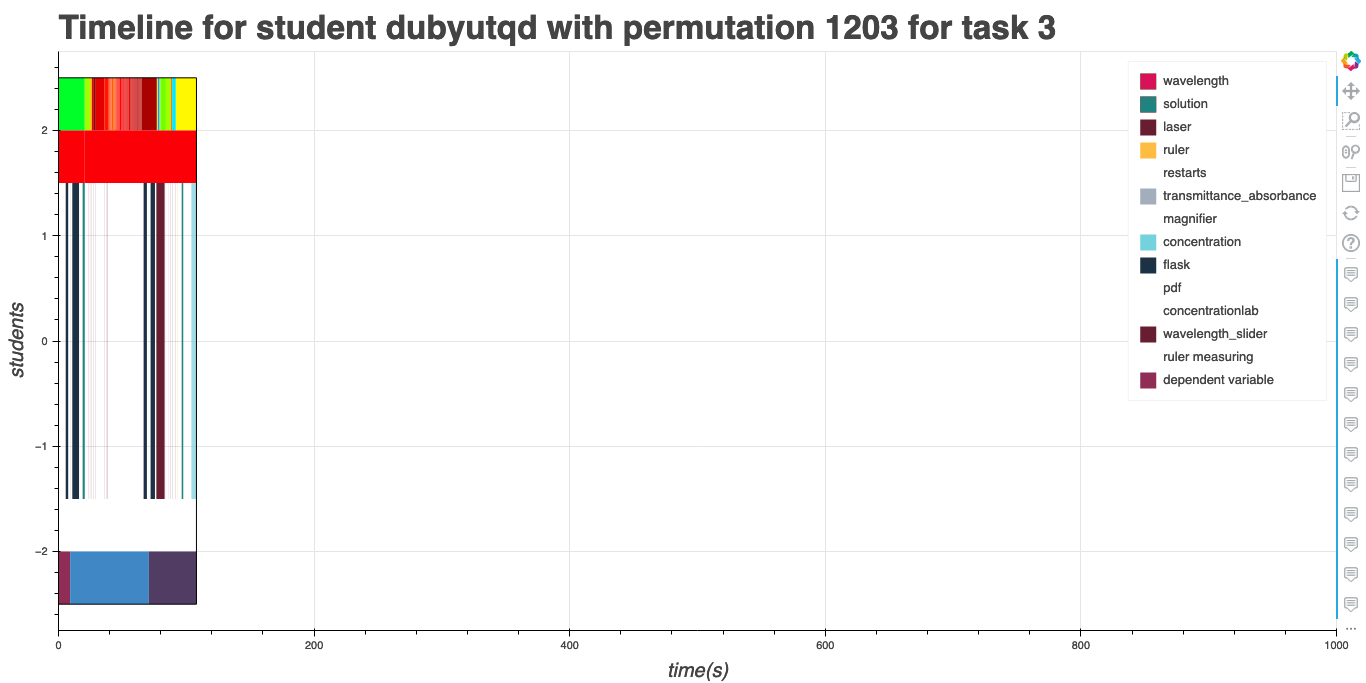 Timeline for student dubyutqd with permutation 1203 for task 3
wavelength
solution
laser
ruler
restarts
transmittance_absorbance
magnifier
concentration
flask
pdf
concentrationlab
wavelength_slider
ruler measuring
dependent variable
2
1
0
−1
−2
students
0 200 400 600 800 1000
time(s)